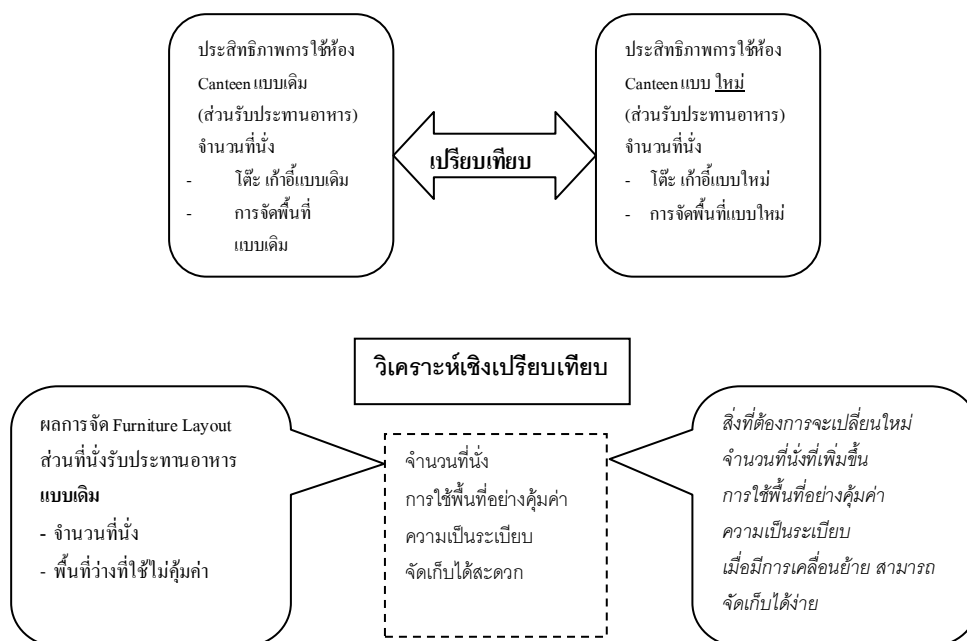 ประสิทธิภาพการใช้ห้อง
Canteen แบบเดิม
(ส่วนรับประทานอาหาร)
จำนวนที่นั่ง
- โต๊ะ เก้าอี้แบบเดิม
- การจัดพื้นที่
แบบเดิม
เปรียบเทียบ
ประสิทธิภาพการใช้ห้อง
Canteen แบบ ใหม่
(ส่วนรับประทานอาหาร)
จำนวนที่นั่ง
- โต๊ะ เก้าอี้แบบใหม่
- การจัดพื้นที่แบบใหม่
วิเคราะห์เชิงเปรียบเทียบ
ผลการจัด Furniture Layout
ส่วนที่นั่งรับประทานอาหาร
แบบเดิม
- จำนวนที่นั่ง
- พื้นที่ว่างที่ใช้ไม่คุ้มค่า
จำนวนที่นั่ง
การใช้พื้นที่อย่างคุ้มค่า
ความเป็นระเบียบ
จัดเก็บได้สะดวก
สิ่งที่ต้องการจะเปลี่ยนใหม่
จำนวนที่นั่งที่เพิ่มขึ้น
การใช้พื้นที่อย่างคุ้มค่า
ความเป็นระเบียบ
เมื่อมีการเคลื่อนย้าย สามารถ
จัดเก็บได้ง่าย